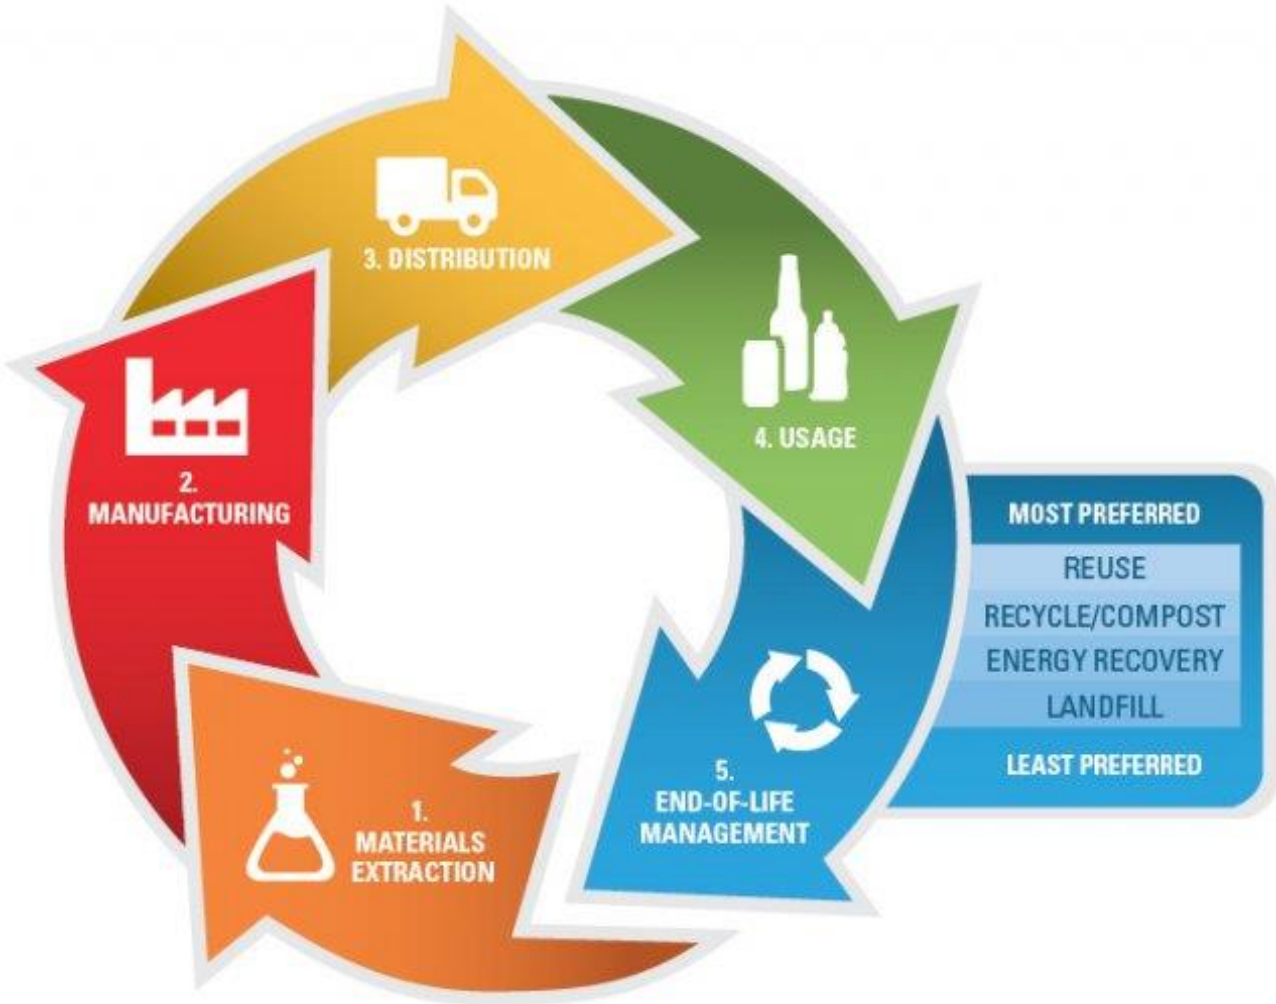 3. DISTRIBUTION
4. USAGE
2.
MANUFACTURING
MOST PREFERRED
REUSE
RECYCLE/COMPOST
ENERGY RECOVERY
LANDFILL
LEAST PREFERRED
5.
END-OF-LIFE
MANAGEMENT
1.
MATERIALS
EXTRACTION